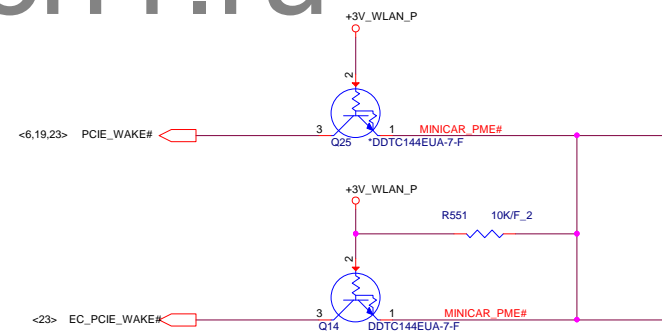 +3V_WLAN_P
2
<6,19,23> PCIE_WAKE# 3 1 MINICAR_PME#
Q25 *DDTC144EUA-7-F
+3V_WLAN_P
R551 10K/F_2
2
<23> EC_PCIE_WAKE# 3 1 MINICAR_PME#
Q14 DDTC144EUA-7-F